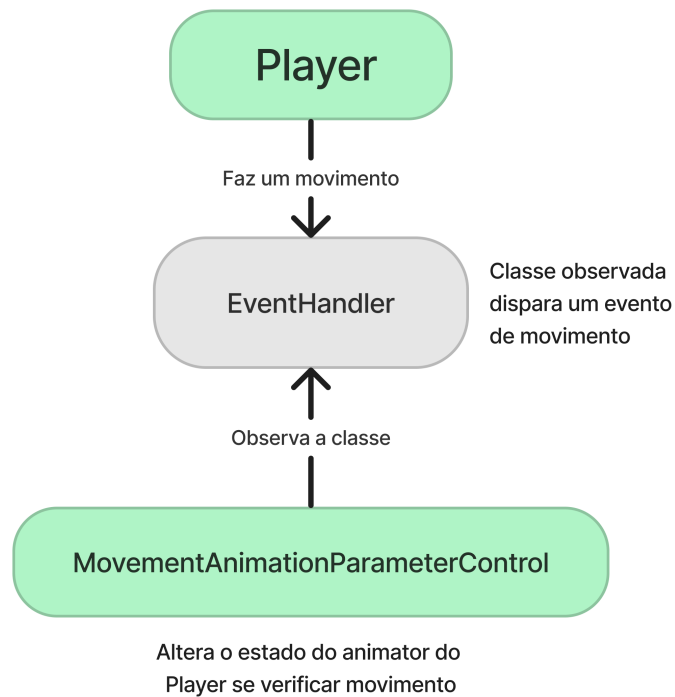 Player
Faz um movimento
EventHandler
Classe observada
dispara um evento
de movimento
Observa a classe
MovementAnimationParameterControl
Altera o estado do animator do
Player se verificar movimento